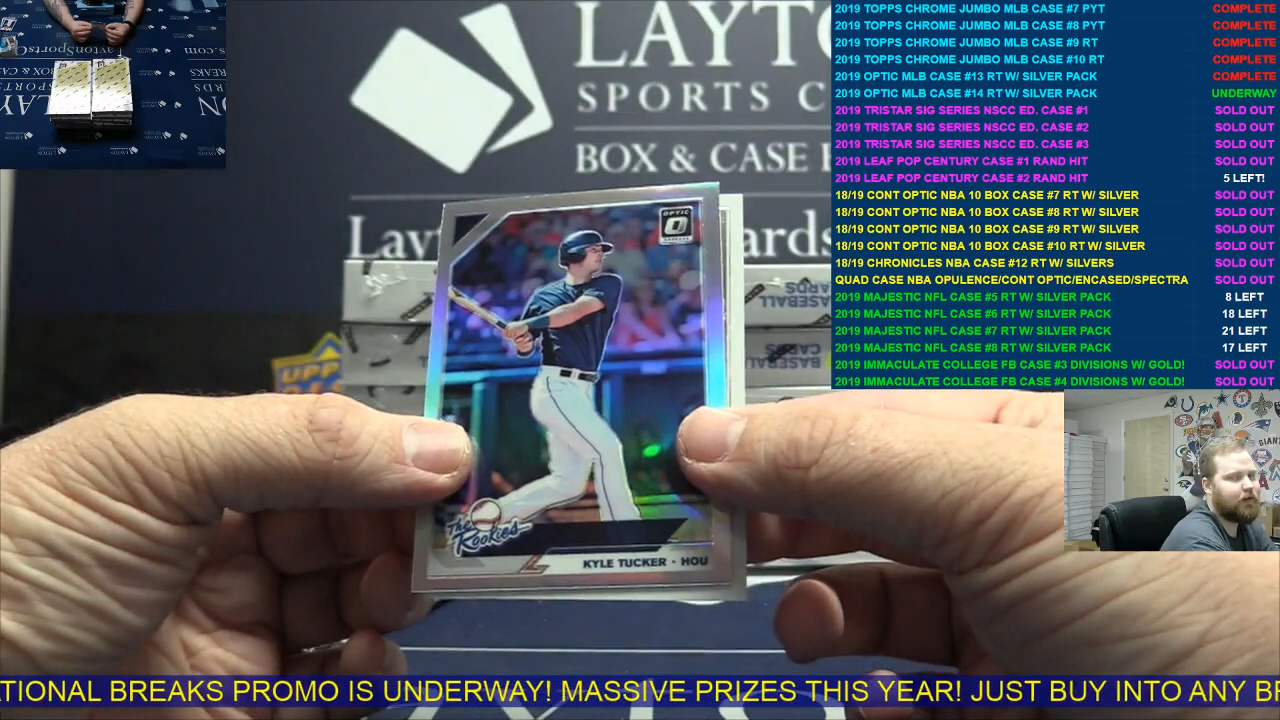 LAYTON
SPORTS C
BOX & CASE
Lay
ards
LaytonSpo
s.com
BASEBALL
CARDS
BASEBALL
CARDS
UPP
OPTIC
The
Rookies
KYLE TUCKER · HOU
2019 TOPPS CHROME JUMBO MLB CASE #7 PYT COMPLETE
2019 TOPPS CHROME JUMBO MLB CASE #8 PYT COMPLETE
2019 TOPPS CHROME JUMBO MLB CASE #9 RT COMPLETE
2019 TOPPS CHROME JUMBO MLB CASE #10 RT COMPLETE
2019 OPTIC MLB CASE #13 RT W/ SILVER PACK COMPLETE
2019 OPTIC MLB CASE #14 RT W/ SILVER PACK UNDERWAY
2019 TRISTAR SIG SERIES NSCC ED. CASE #1 SOLD OUT
2019 TRISTAR SIG SERIES NSCC ED. CASE #2 SOLD OUT
2019 TRISTAR SIG SERIES NSCC ED. CASE #3 SOLD OUT
2019 LEAF POP CENTURY CASE #1 RAND HIT SOLD OUT
2019 LEAF POP CENTURY CASE #2 RAND HIT 5 LEFT!
18/19 CONT OPTIC NBA 10 BOX CASE #7 RT W/ SILVER SOLD OUT
18/19 CONT OPTIC NBA 10 BOX CASE #8 RT W/ SILVER SOLD OUT
18/19 CONT OPTIC NBA 10 BOX CASE #9 RT W/ SILVER SOLD OUT
18/19 CONT OPTIC NBA 10 BOX CASE #10 RT W/ SILVER SOLD OUT
18/19 CHRONICLES NBA CASE #12 RT W/ SILVERS SOLD OUT
QUAD CASE NBA OPULENCE/CONT OPTIC/ENCASED/SPECTRA SOLD OUT
2019 MAJESTIC NFL CASE #5 RT W/ SILVER PACK 8 LEFT
2019 MAJESTIC NFL CASE #6 RT W/ SILVER PACK 18 LEFT
2019 MAJESTIC NFL CASE #7 RT W/ SILVER PACK 21 LEFT
2019 MAJESTIC NFL CASE #8 RT W/ SILVER PACK 17 LEFT
2019 IMMACULATE COLLEGE FB CASE #3 DIVISIONS W/ GOLD! SOLD OUT
2019 IMMACULATE COLLEGE FB CASE #4 DIVISIONS W/ GOLD! SOLD OUT
GIANT
TIONAL BREAKS PROMO IS UNDERWAY! MASSIVE PRIZES THIS YEAR! JUST BUY INTO ANY BE